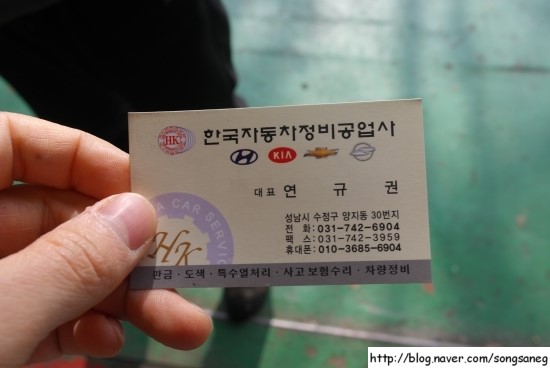 HK 한국자동차정비공업사
KIA
대표 연 규 권
성남시 수정구 양지동 30번지
전 화: 031-742-6904
팩 스: 031-742-3959
휴대폰: 010-3685-6904
A CAR SERVIC
HK
판금·도색·특수열처리·사고보험수리·차량정비
http://blog.naver.com/songsaneg